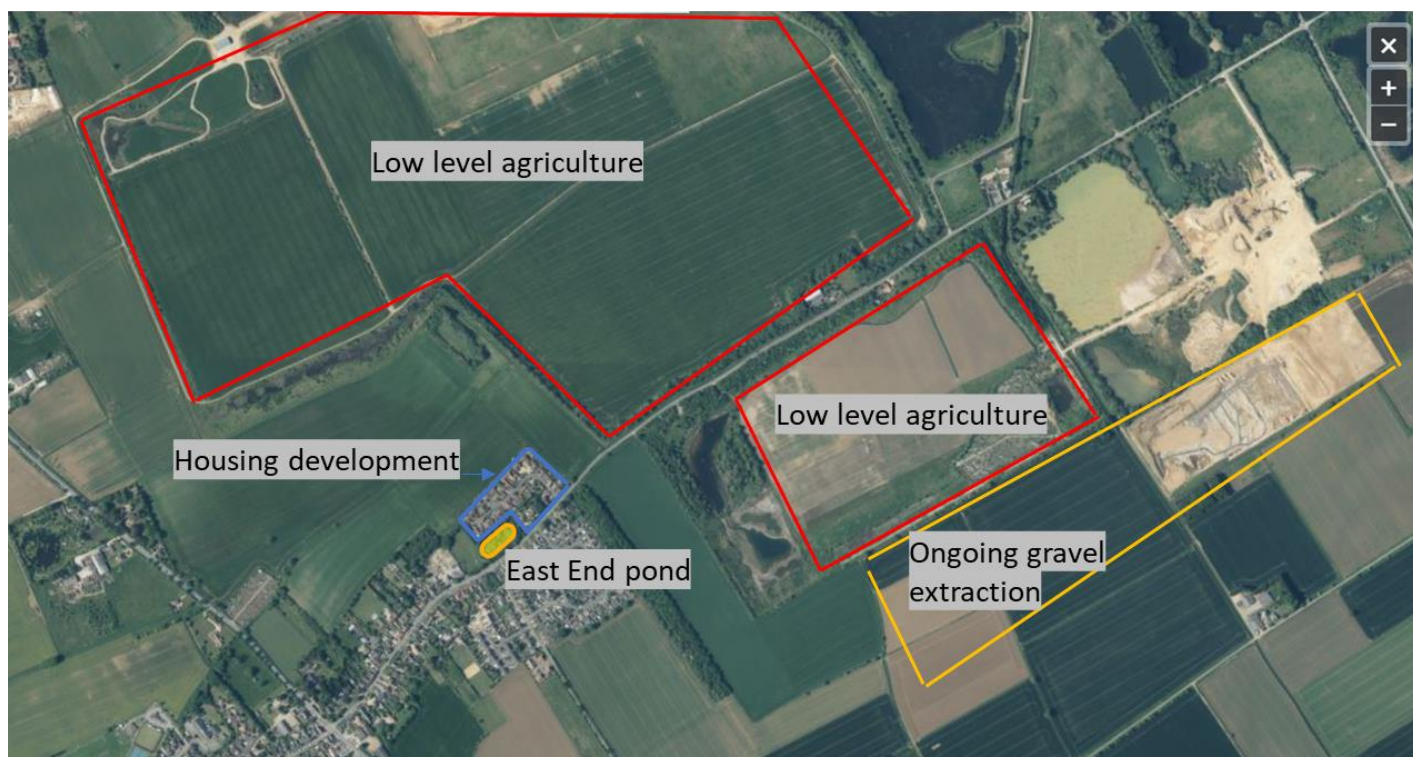 Low level agriculture
Low level agriculture
Housing development
East End pond
Ongoing gravel
extraction